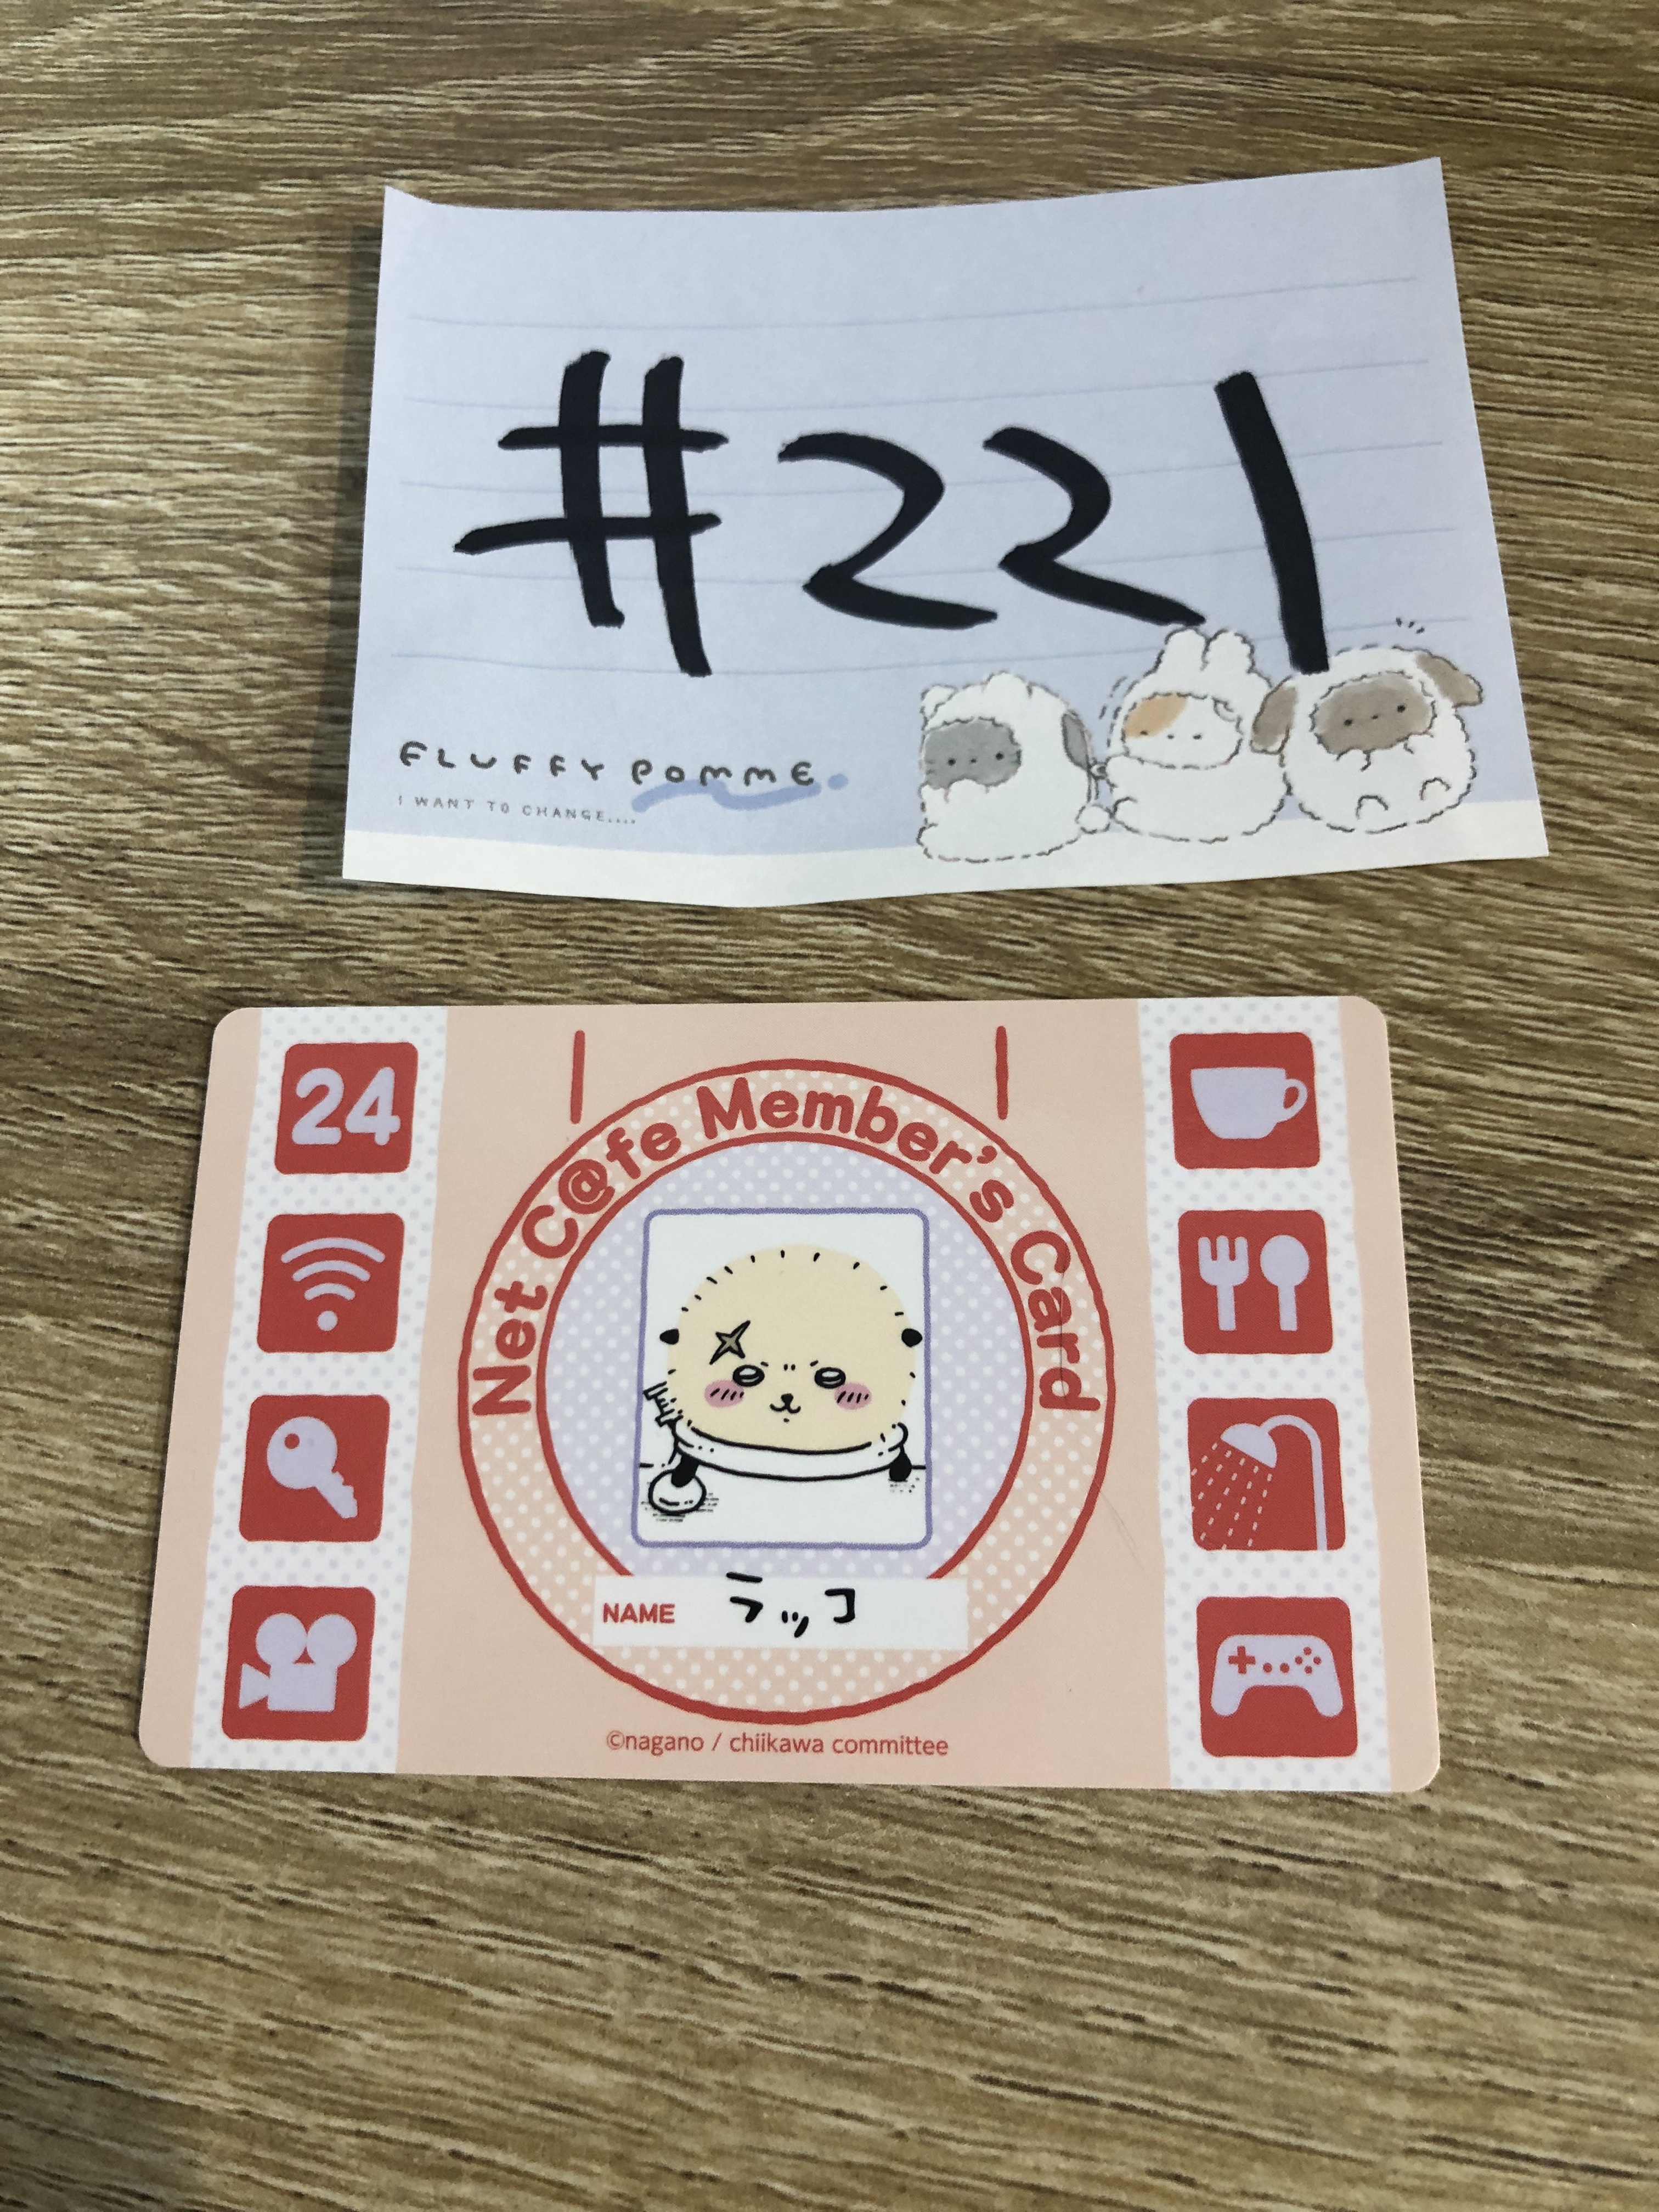 #221
FLUFFY POMME.
I WANT TO CHANGE....
24
Net C@fe Member's Card
NAME ラッコ
©nagano / chiikawa committee